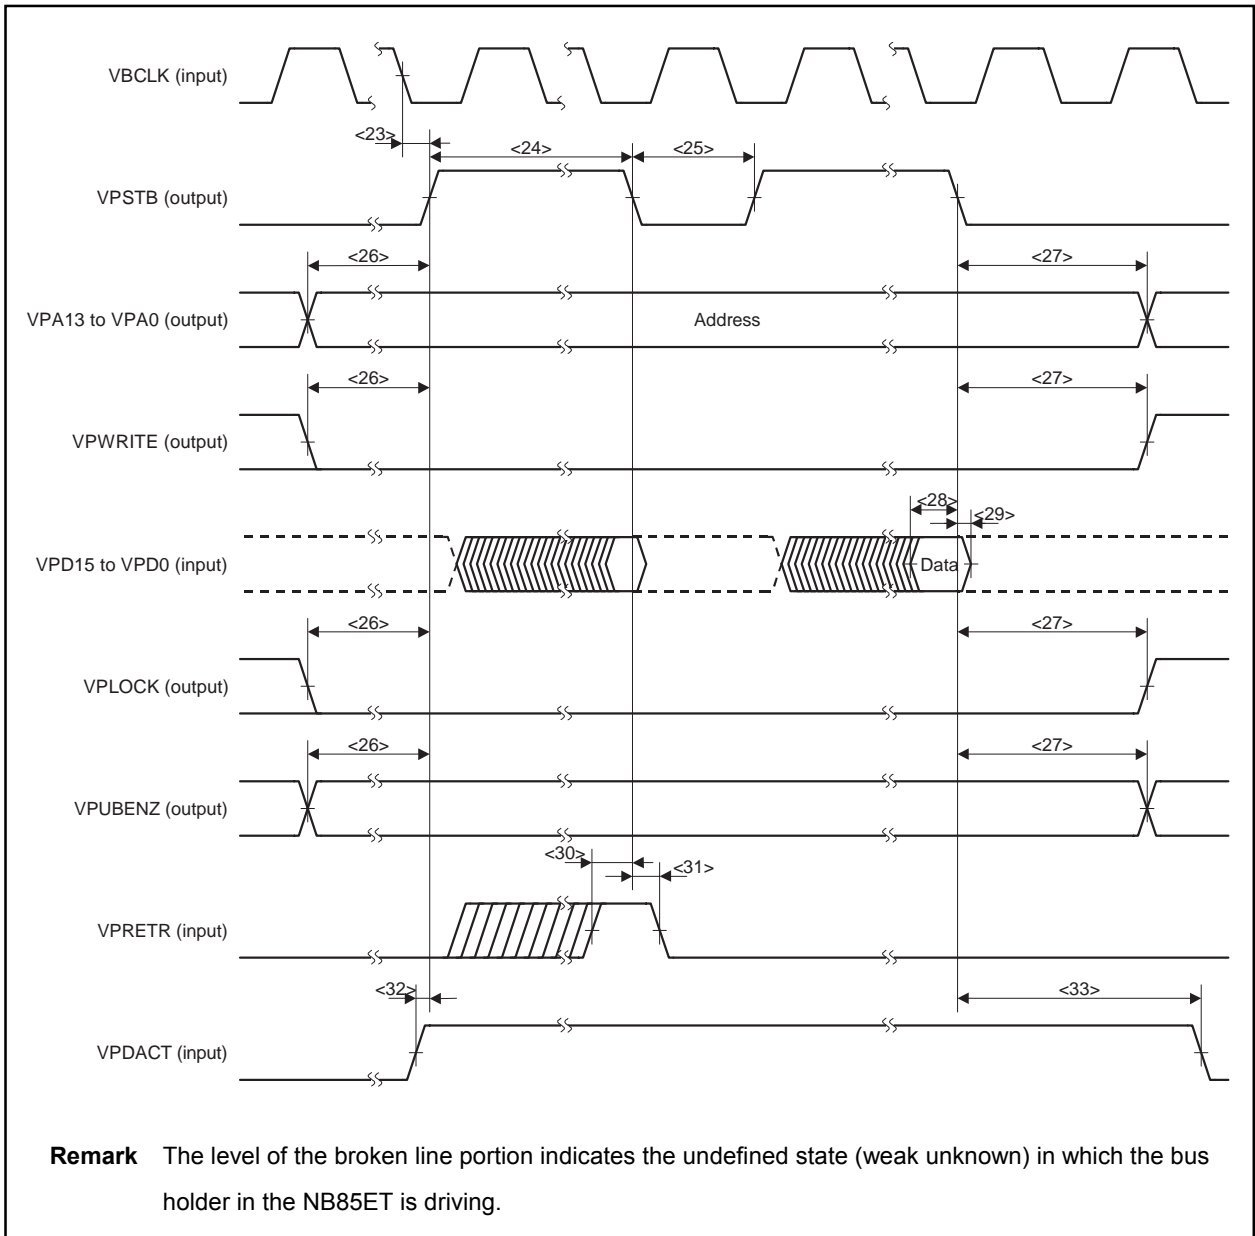 VBCLK (input)
<23>
<24>
<25>
VPSTB (output)
<26>
<27>
VPA13 to VPA0 (output)
Address
<26>
<27>
VPWRITE (output)
<28>
<29>
VPD15 to VPD0 (input)
Data
<26>
<27>
VPLOCK (output)
<26>
<27>
VPUBENZ (output)
<30>
<31>
VPRETR (input)
<32>
<33>
VPDACT (input)
Remark The level of the broken line portion indicates the undefined state (weak unknown) in which the bus
holder in the NB85ET is driving.